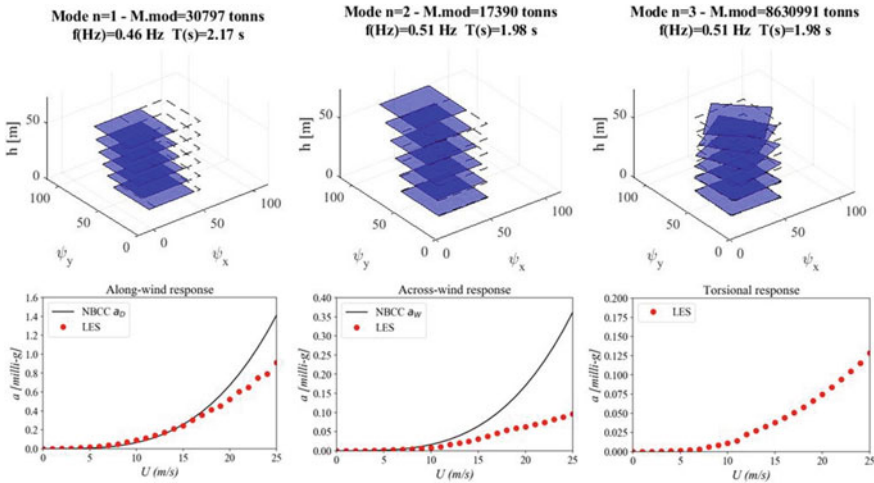 Mode n=1 - M.mod=30797 tonns
f(Hz)=0.46 Hz T(s)=2.17 s
h [m]
50
0
100
50
0
ψy
0
50
100
ψx
Mode n=2 - M.mod=17390 tonns
f(Hz)=0.51 Hz T(s)=1.98 s
h [m]
50
0
100
50
0
ψy
0
50
100
ψx
Mode n=3 - M.mod=8630991 tonns
f(Hz)=0.51 Hz T(s)=1.98 s
h [m]
50
0
100
50
0
ψy
0
50
100
ψx
Along-wind response
NBCC aD
LES
a [milli-g]
1.6
1.4
1.2
1.0
0.8
0.6
0.4
0.2
0.0
0 5 10 15 20 25
U (m/s)
Across-wind response
NBCC aW
LES
a [milli-g]
0.40
0.35
0.30
0.25
0.20
0.15
0.10
0.05
0.00
0 5 10 15 20 25
U (m/s)
Torsional response
LES
a [milli-g]
0.200
0.175
0.150
0.125
0.100
0.075
0.050
0.025
0.000
0 5 10 15 20 25
U (m/s)